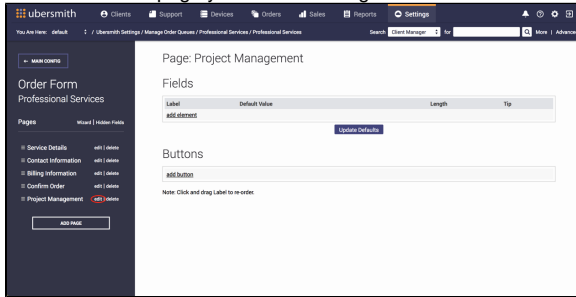 ubersmith Clients Support Devices Orders Sales Reports Settings
You Are Here: default / Ubersmith Settings / Manage Order Queues / Professional Services / Professional Services Search Client Manager for More | Advance
← MAIN CONFIG
Page: Project Management
Order Form
Professional Services
Fields
Label Default Value Length Tip
add element
Pages Wizard | Hidden Fields
Update Defaults
Service Details edit | delete
Contact Information edit | delete
Billing Information edit | delete
Confirm Order edit | delete
Project Management edit | delete
Buttons
add button
Note: Click and drag Label to re-order.
ADD PAGE